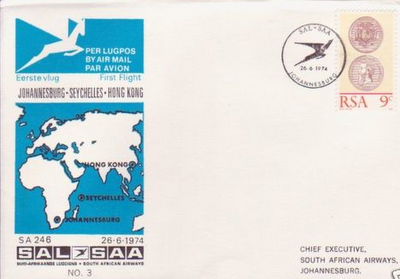 PER LUGPOS
BY AIR MAIL
PAR AVION
Eerste vlug First Flight
JOHANNESBURG-SEYCHELLES-HONG KONG
HONG KONG
SEYCHELLES
JOHANNESBURG
SA 246 26-6-1974
SAL SAA
SUID-AFRIKAANSE LUGDIENS SOUTH AFRICAN AIRWAYS
NO. 3
SAL-SAA
26·6·1974
JOHANNESBURG
RSA 9c
CHIEF EXECUTIVE,
SOUTH AFRICAN AIRWAYS,
JOHANNESBURG.